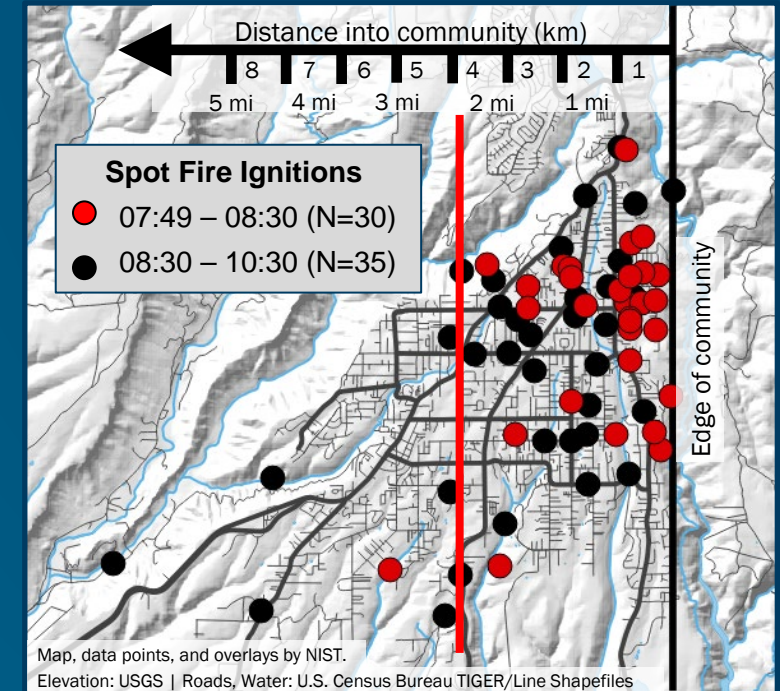 Distance into community (km)
8 7 6 5 4 3 2 1
5 mi 4 mi 3 mi 2 mi 1 mi
Spot Fire Ignitions
07:49 – 08:30 (N=30)
08:30 – 10:30 (N=35)
Edge of community
Map, data points, and overlays by NIST.
Elevation: USGS | Roads, Water: U.S. Census Bureau TIGER/Line Shapefiles